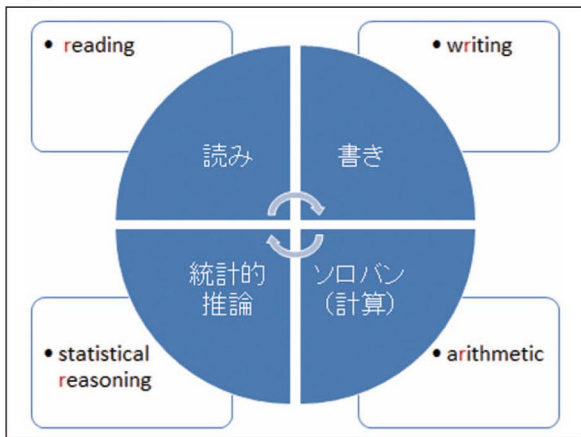 • reading
• writing
読み
書き
統計的
推論
ソロバン
（計算）
• statistical
reasoning
• arithmetic